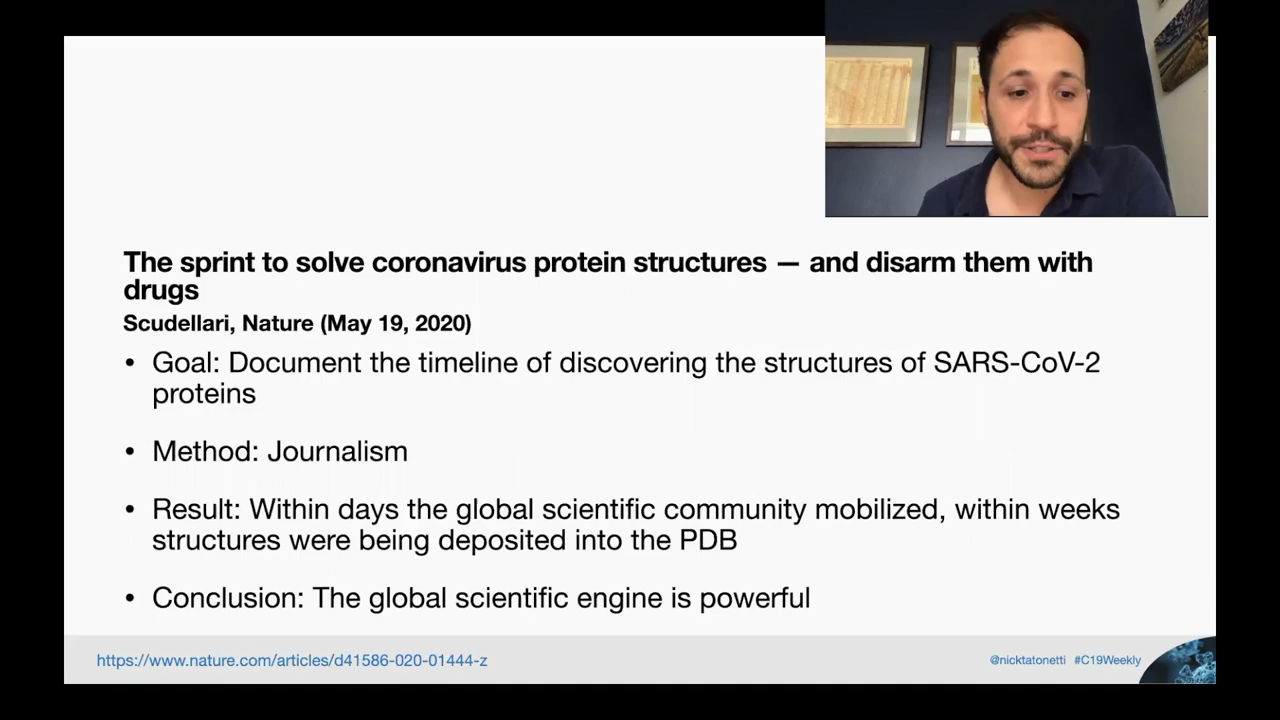 The sprint to solve coronavirus protein structures — and disarm them with
drugs
Scudellari, Nature (May 19, 2020)
• Goal: Document the timeline of discovering the structures of SARS-CoV-2
proteins
• Method: Journalism
• Result: Within days the global scientific community mobilized, within weeks
structures were being deposited into the PDB
• Conclusion: The global scientific engine is powerful
https://www.nature.com/articles/d41586-020-01444-z
@nicktatonetti #C19Weekly